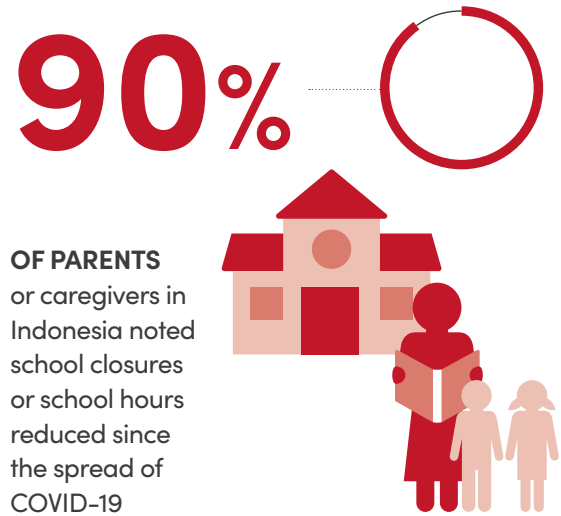 90%
OF PARENTS
or caregivers in
Indonesia noted
school closures
or school hours
reduced since
the spread of
COVID-19